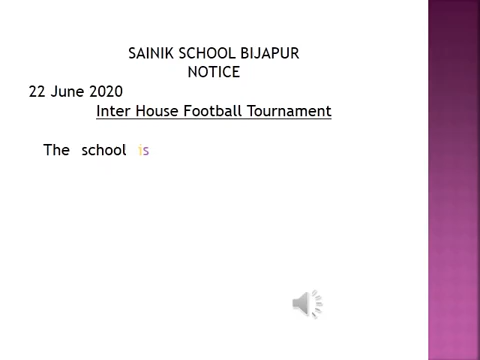 SAINIK SCHOOL BIJAPUR
NOTICE
22 June 2020
Inter House Football Tournament
The school is